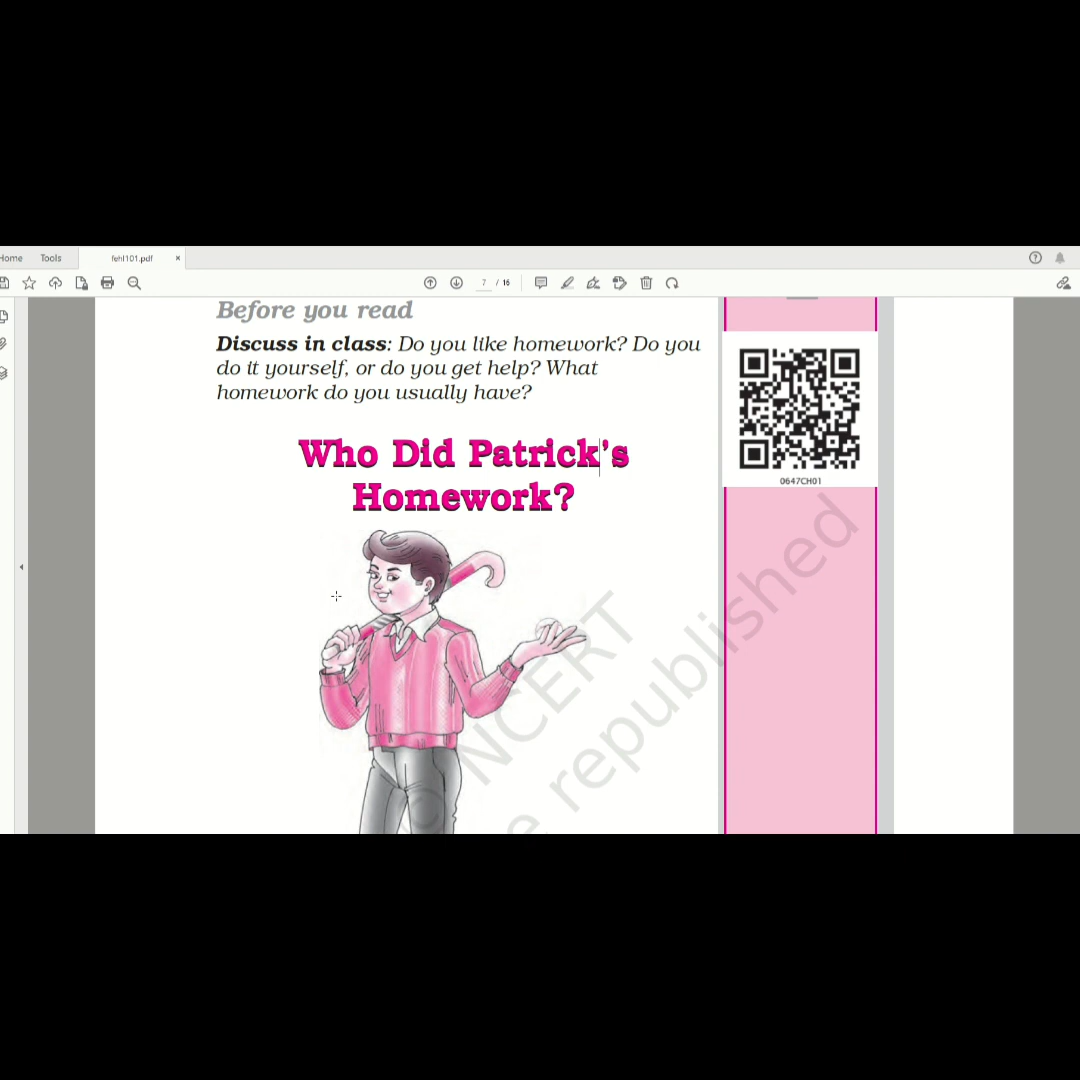 Home Tools fehl101.pdf ×
7 / 16
Before you read
Discuss in class: Do you like homework? Do you
do it yourself, or do you get help? What
homework do you usually have?
Who Did Patrick's
Homework?
0647CH01
© NCERT
e republished